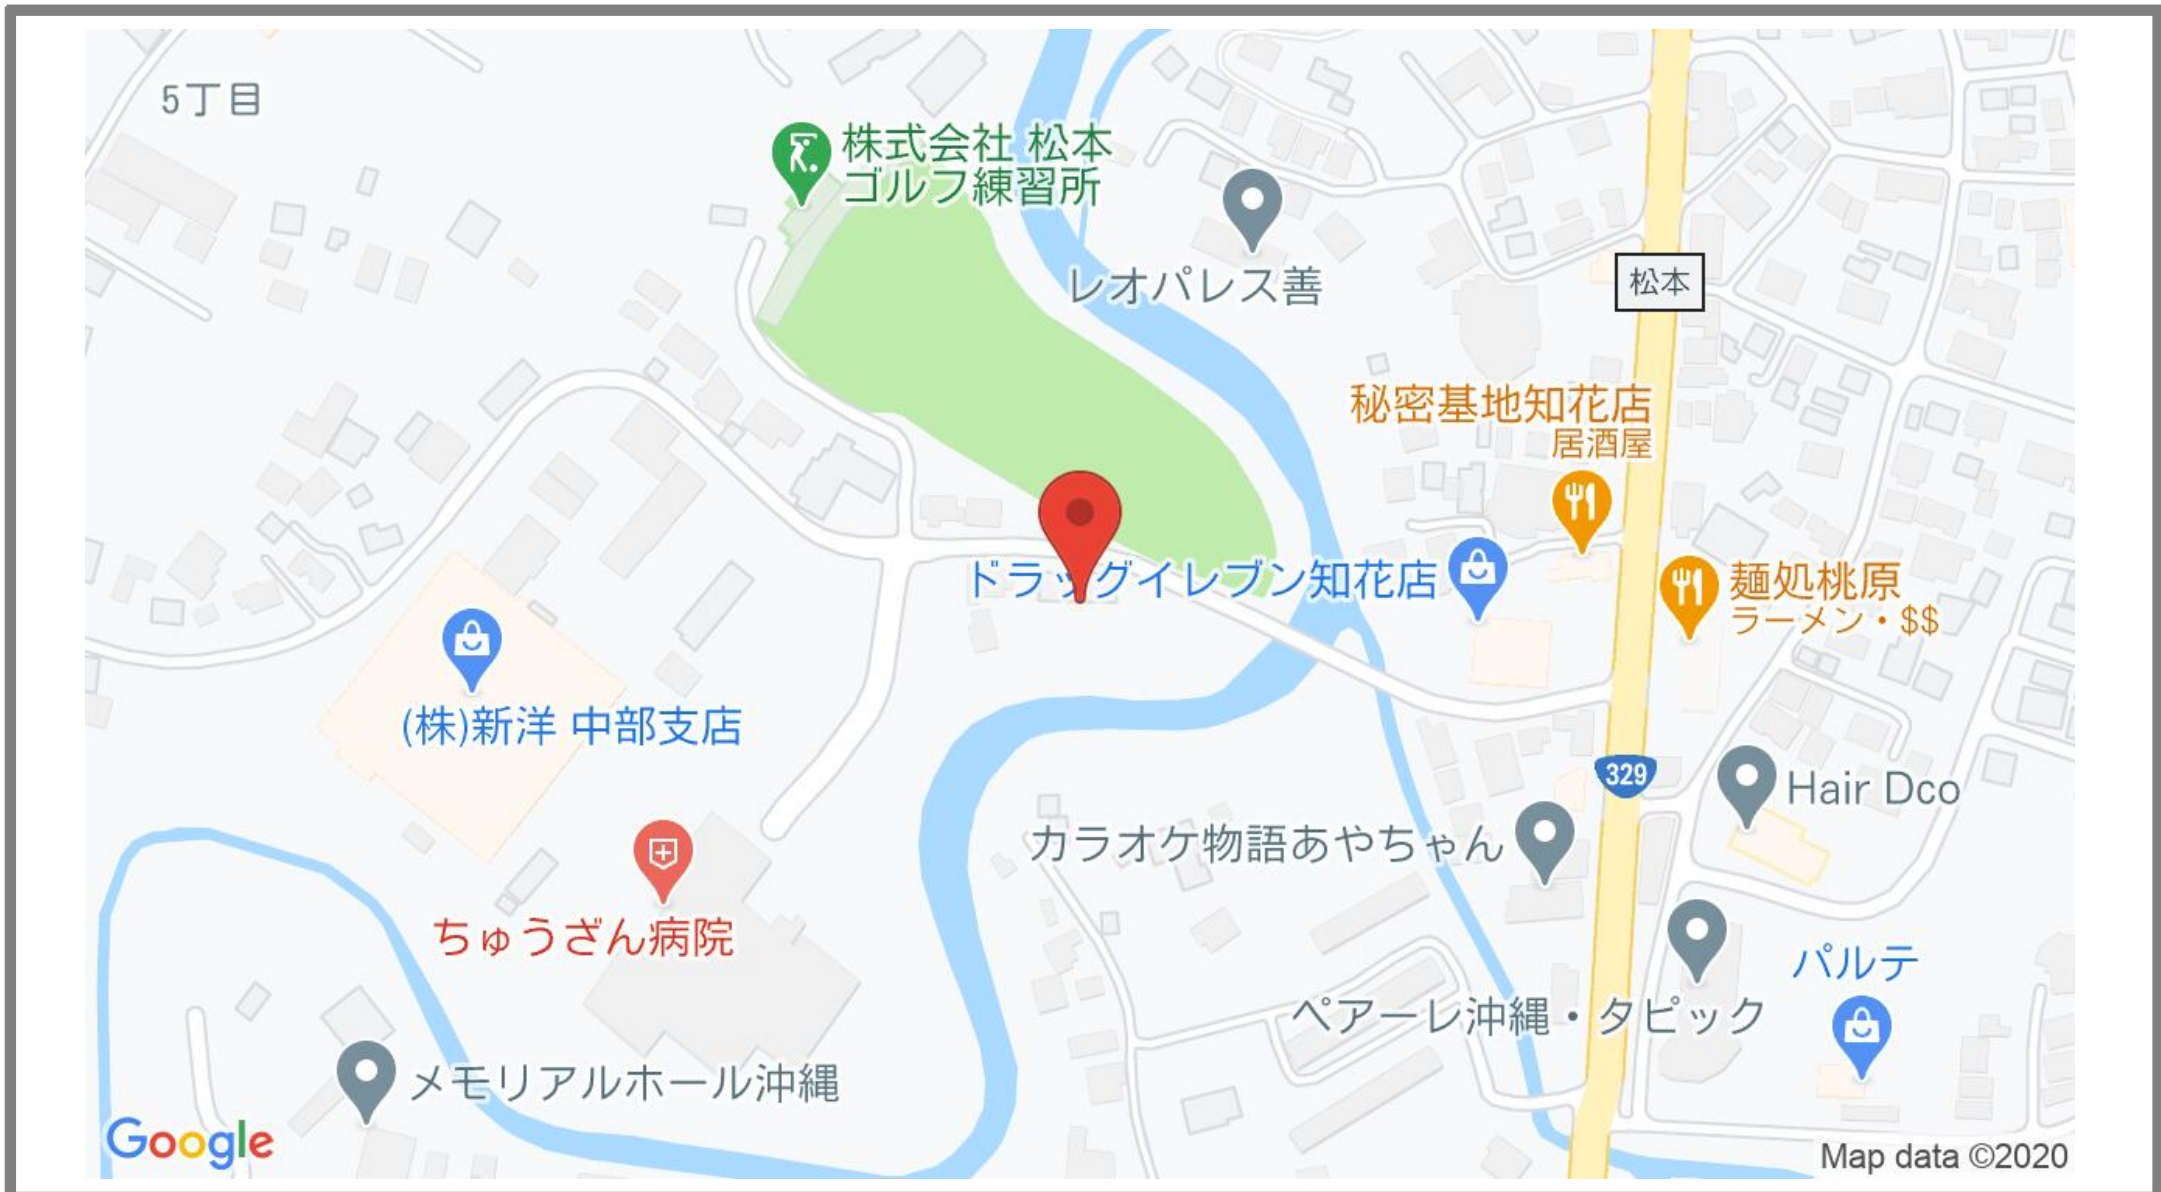 5丁目
株式会社 松本
ゴルフ練習所
レオパレス善
松本
秘密基地知花店
居酒屋
ドラッグイレブン知花店
麺処桃原
ラーメン・$$
(株)新洋 中部支店
329
Hair Dco
カラオケ物語あやちゃん
ちゅうざん病院
パルテ
ペアーレ沖縄・タピック
メモリアルホール沖縄
Google
Map data ©2020